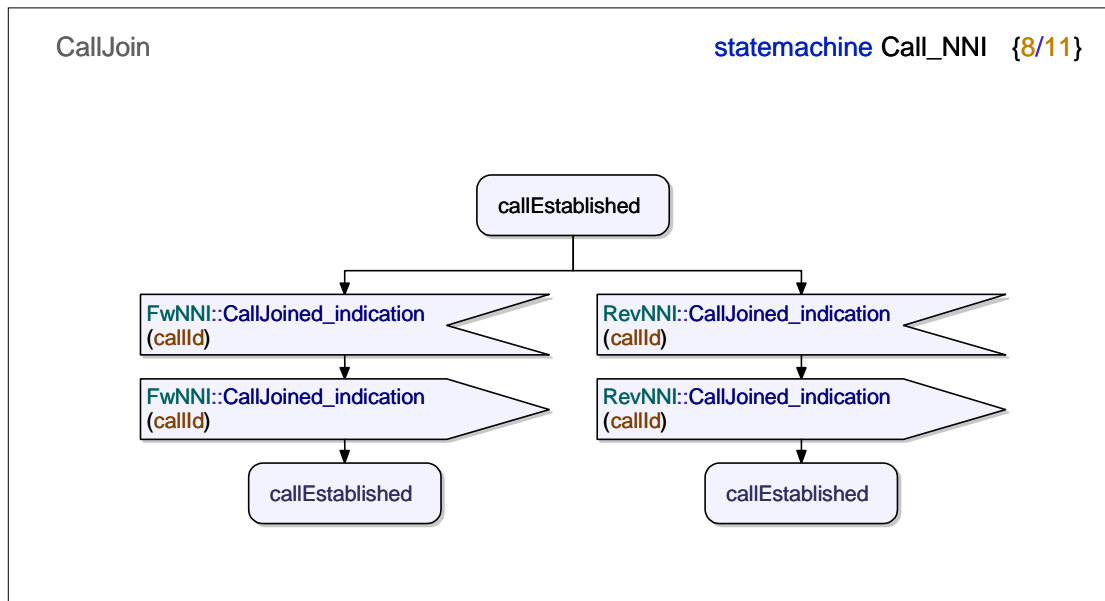 CallJoin
statemachine Call_NNI {8/11}
callEstablished
FwNNI::CallJoined_indication
(callId)
RevNNI::CallJoined_indication
(callId)
FwNNI::CallJoined_indication
(callId)
RevNNI::CallJoined_indication
(callId)
callEstablished
callEstablished